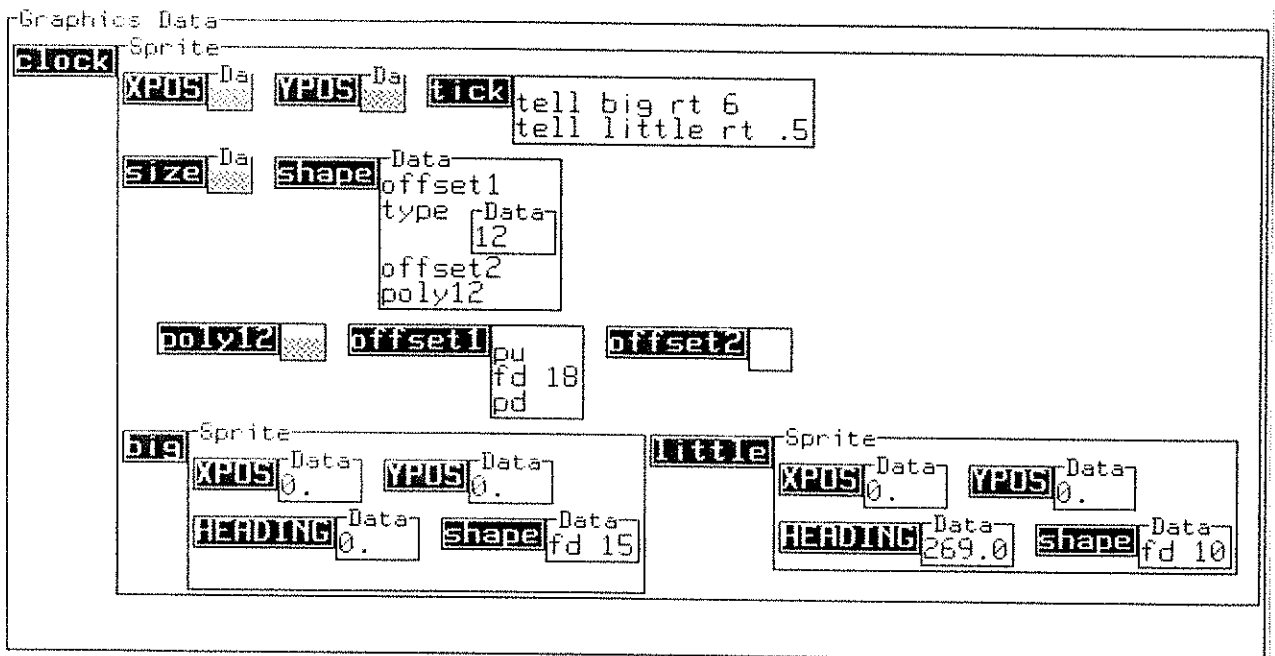 Graphics Data
clock Sprite
XPOS Da YPOS Da tick
tell big rt 6
tell little rt .5
size Da shape Data
offset1
type Data
12
offset2
poly12
poly12 offset1 offset2
pu
fd 18
pd
big Sprite
XPOS Data 0. YPOS Data 0.
HEADING Data 0. shape Data fd 15
little Sprite
XPOS Data 0. YPOS Data 0.
HEADING Data 269.0 shape Data fd 10